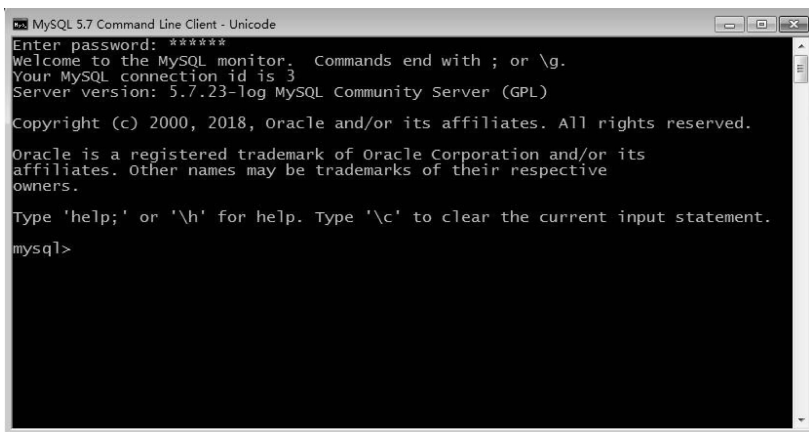 MySQL 5.7 Command Line Client - Unicode
Enter password: ******
Welcome to the MySQL monitor.  Commands end with ; or \g.
Your MySQL connection id is 3
Server version: 5.7.23-log MySQL Community Server (GPL)
Copyright (c) 2000, 2018, Oracle and/or its affiliates. All rights reserved.
Oracle is a registered trademark of Oracle Corporation and/or its
affiliates. Other names may be trademarks of their respective
owners.
Type 'help;' or '\h' for help. Type '\c' to clear the current input statement.
mysql>